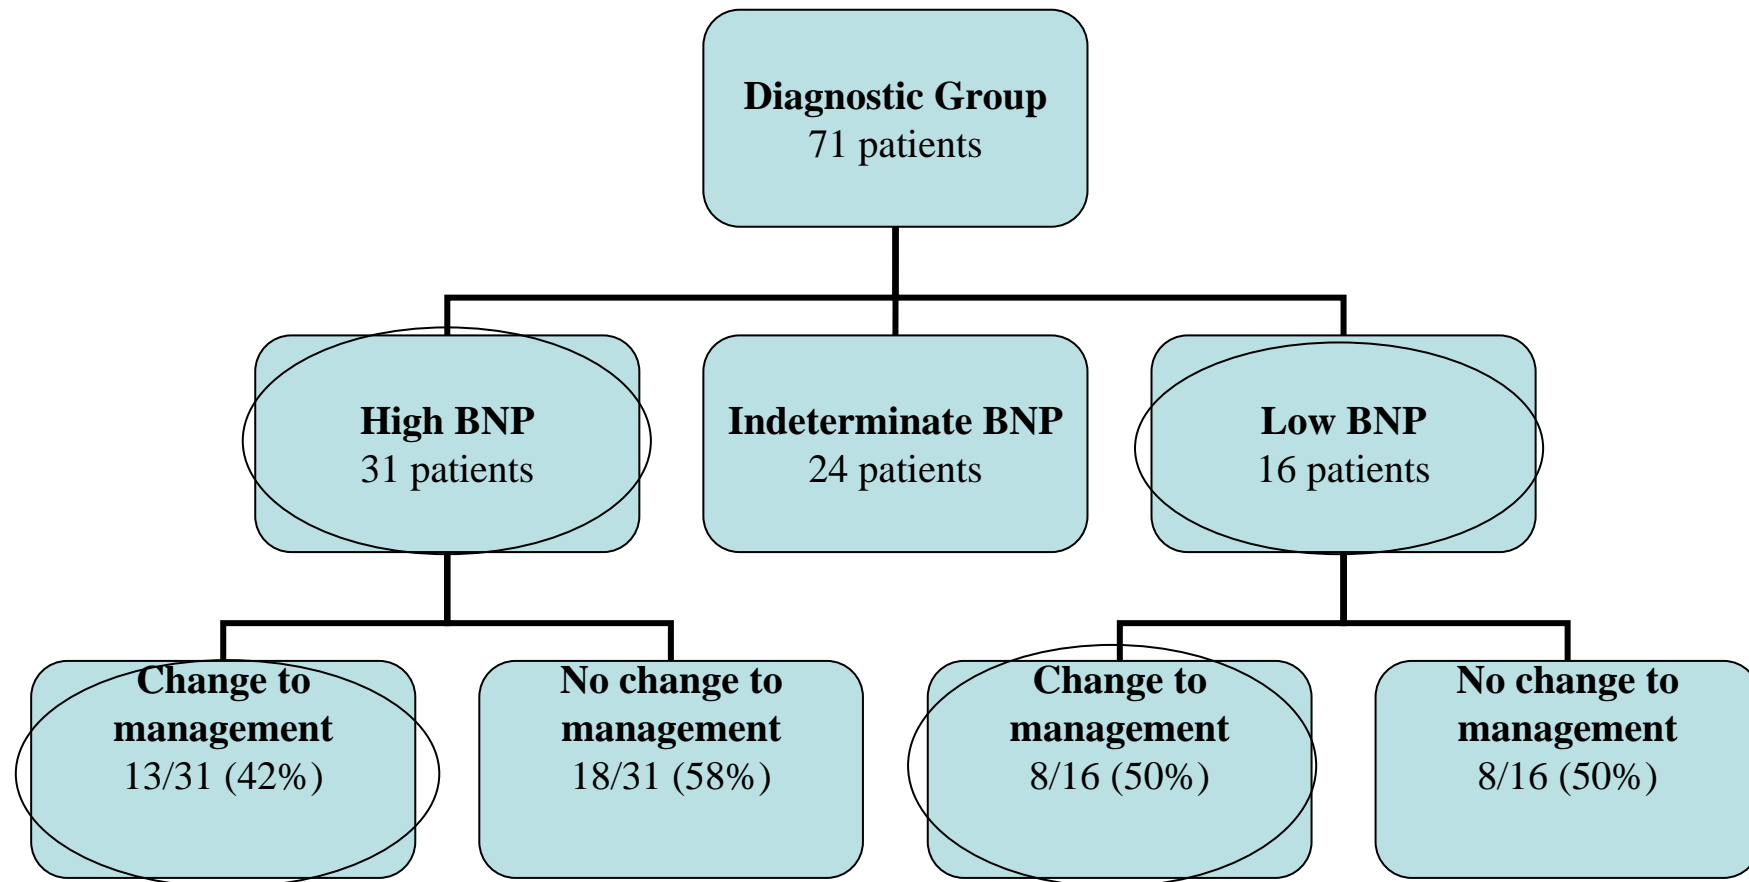 Diagnostic Group
71 patients
High BNP
31 patients
Indeterminate BNP
24 patients
Low BNP
16 patients
Change to
management
13/31 (42%)
No change to
management
18/31 (58%)
Change to
management
8/16 (50%)
No change to
management
8/16 (50%)